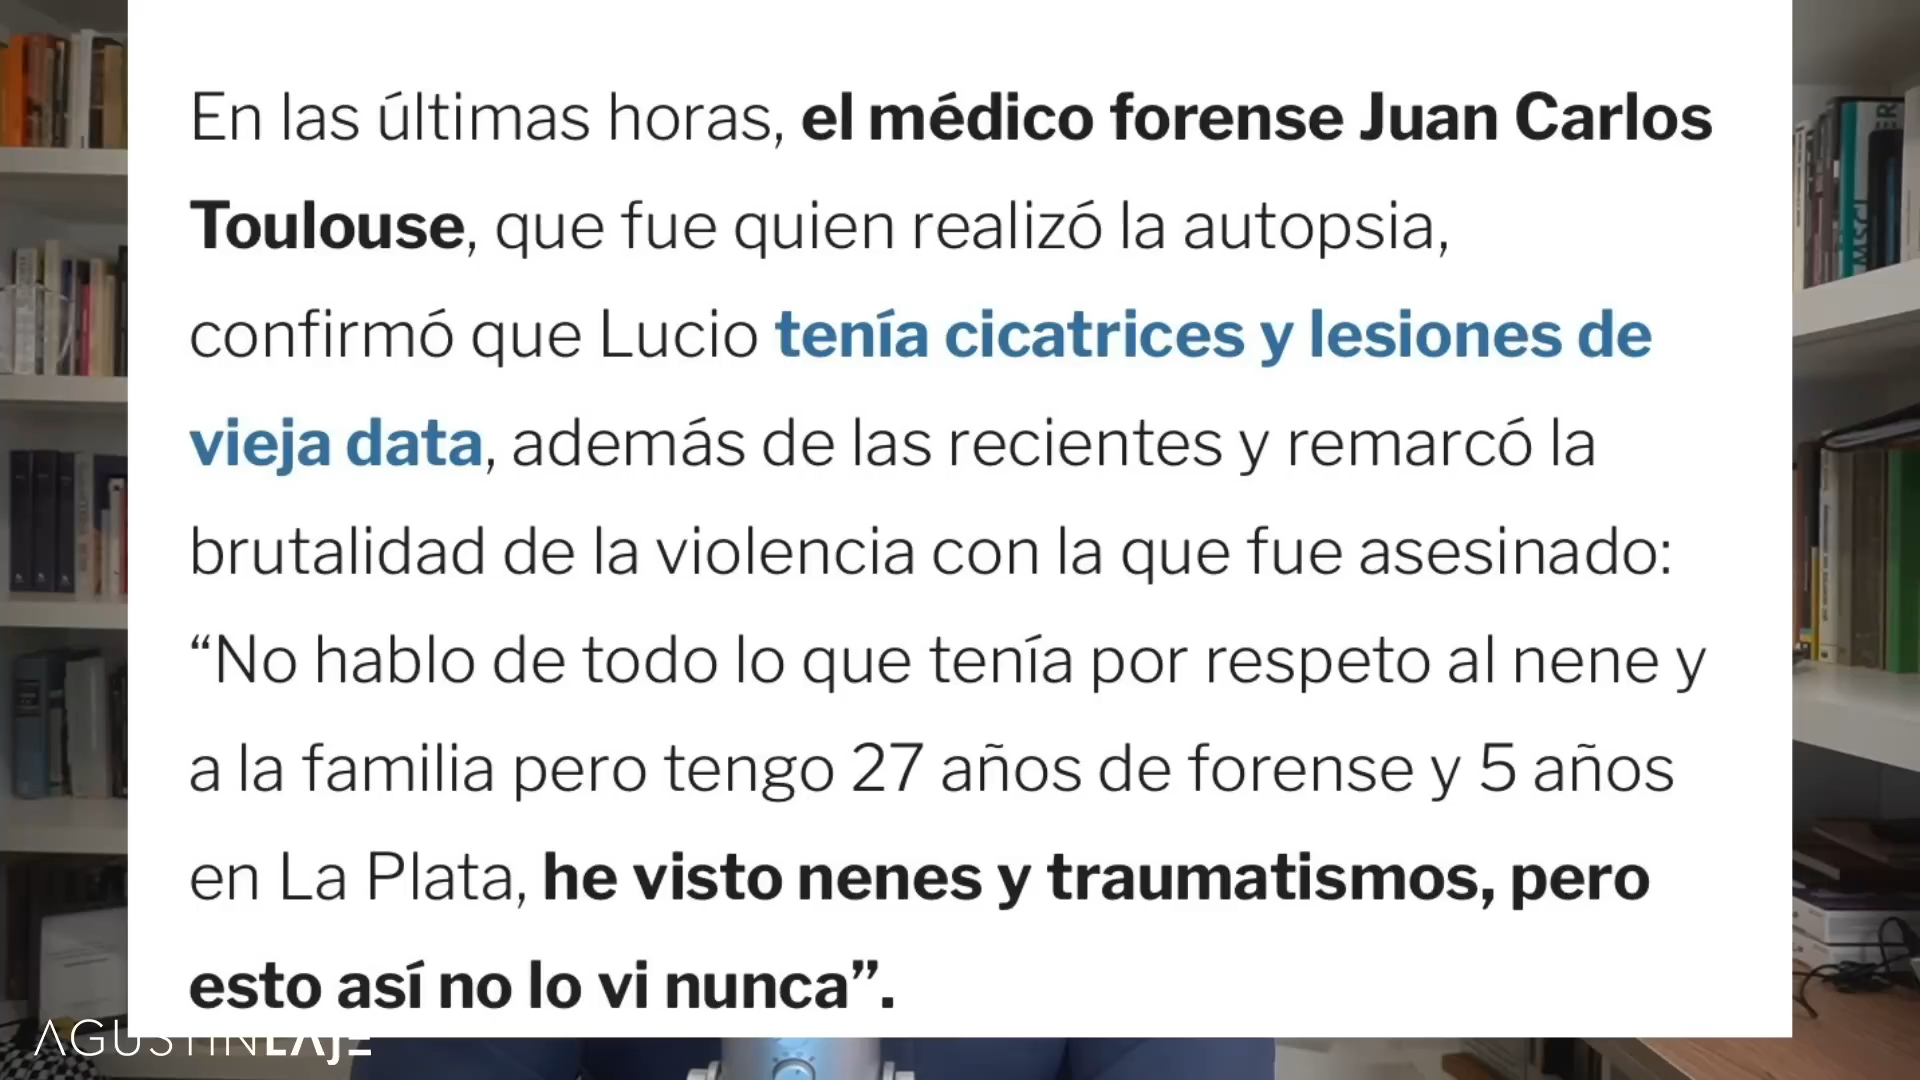 En las últimas horas, el médico forense Juan Carlos
Toulouse, que fue quien realizó la autopsia,
confirmó que Lucio tenía cicatrices y lesiones de
vieja data, además de las recientes y remarcó la
brutalidad de la violencia con la que fue asesinado:
“No hablo de todo lo que tenía por respeto al nene y
a la familia pero tengo 27 años de forense y 5 años
en La Plata, he visto nenes y traumatismos, pero
esto así no lo vi nunca”.
AGUSTINLAJE